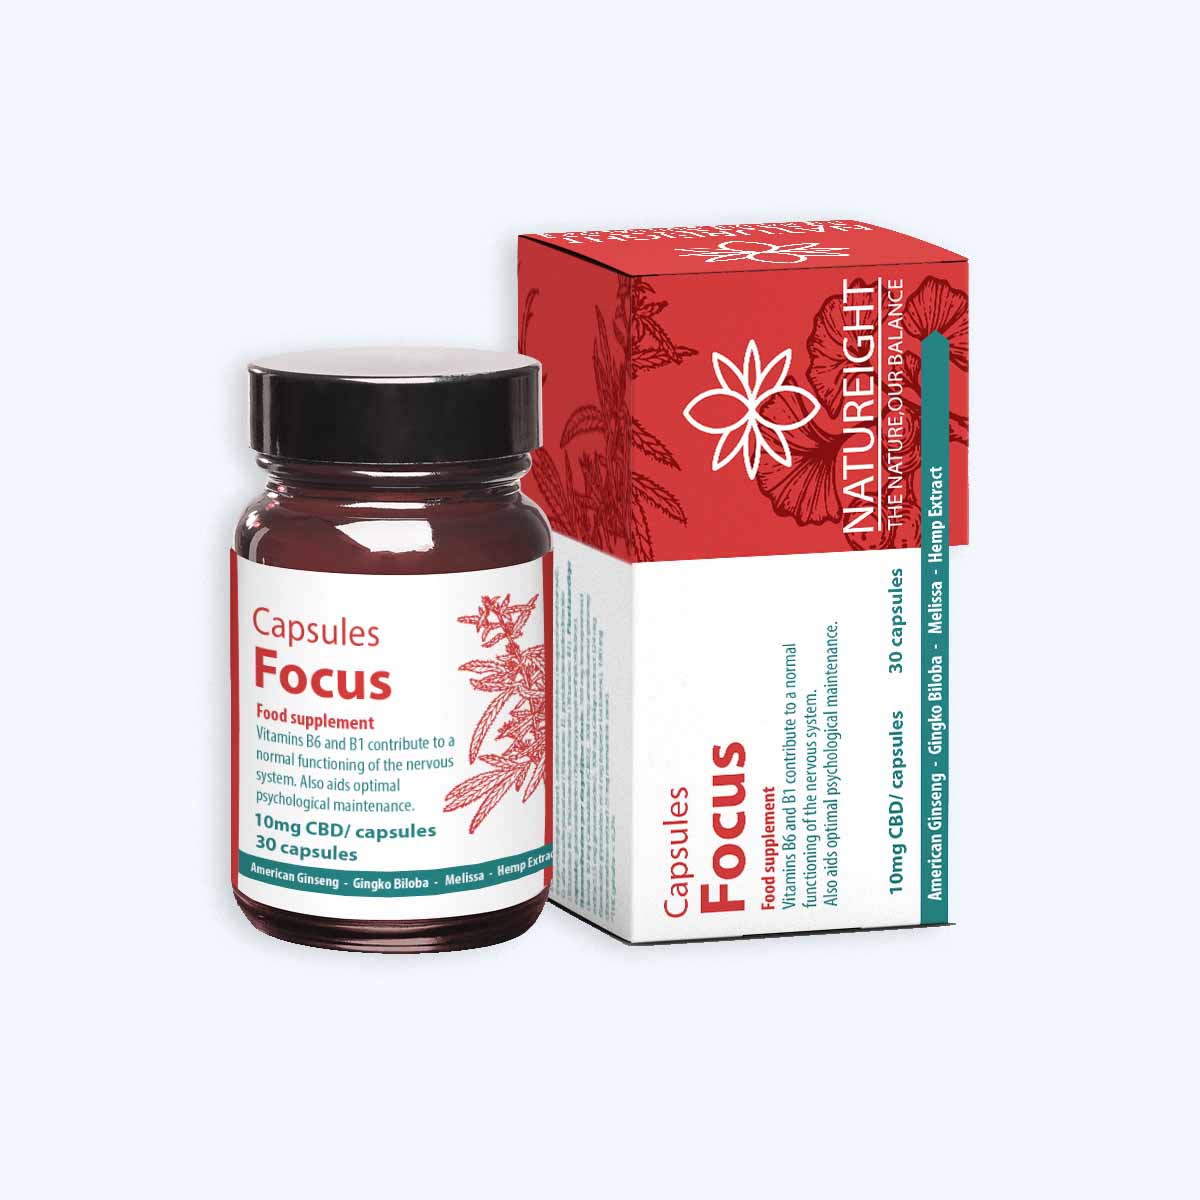 Capsules
Focus
Food supplement
Vitamins B6 and B1 contribute to a
normal functioning of the nervous
system. Also aids optimal
psychological maintenance.
10mg CBD/ capsules
30 capsules
American Ginseng - Gingko Biloba - Melissa - Hemp Extrac
NATUREIGHT
NATUREIGHT
THE NATURE,OUR BALANCE
Capsules
Focus
Food supplement
Vitamins B6 and B1 contribute to a normal
functioning of the nervous system.
Also aids optimal psychological maintenance.
10mg CBD/ capsules 30 capsules
American Ginseng - Gingko Biloba - Melissa - Hemp Extract